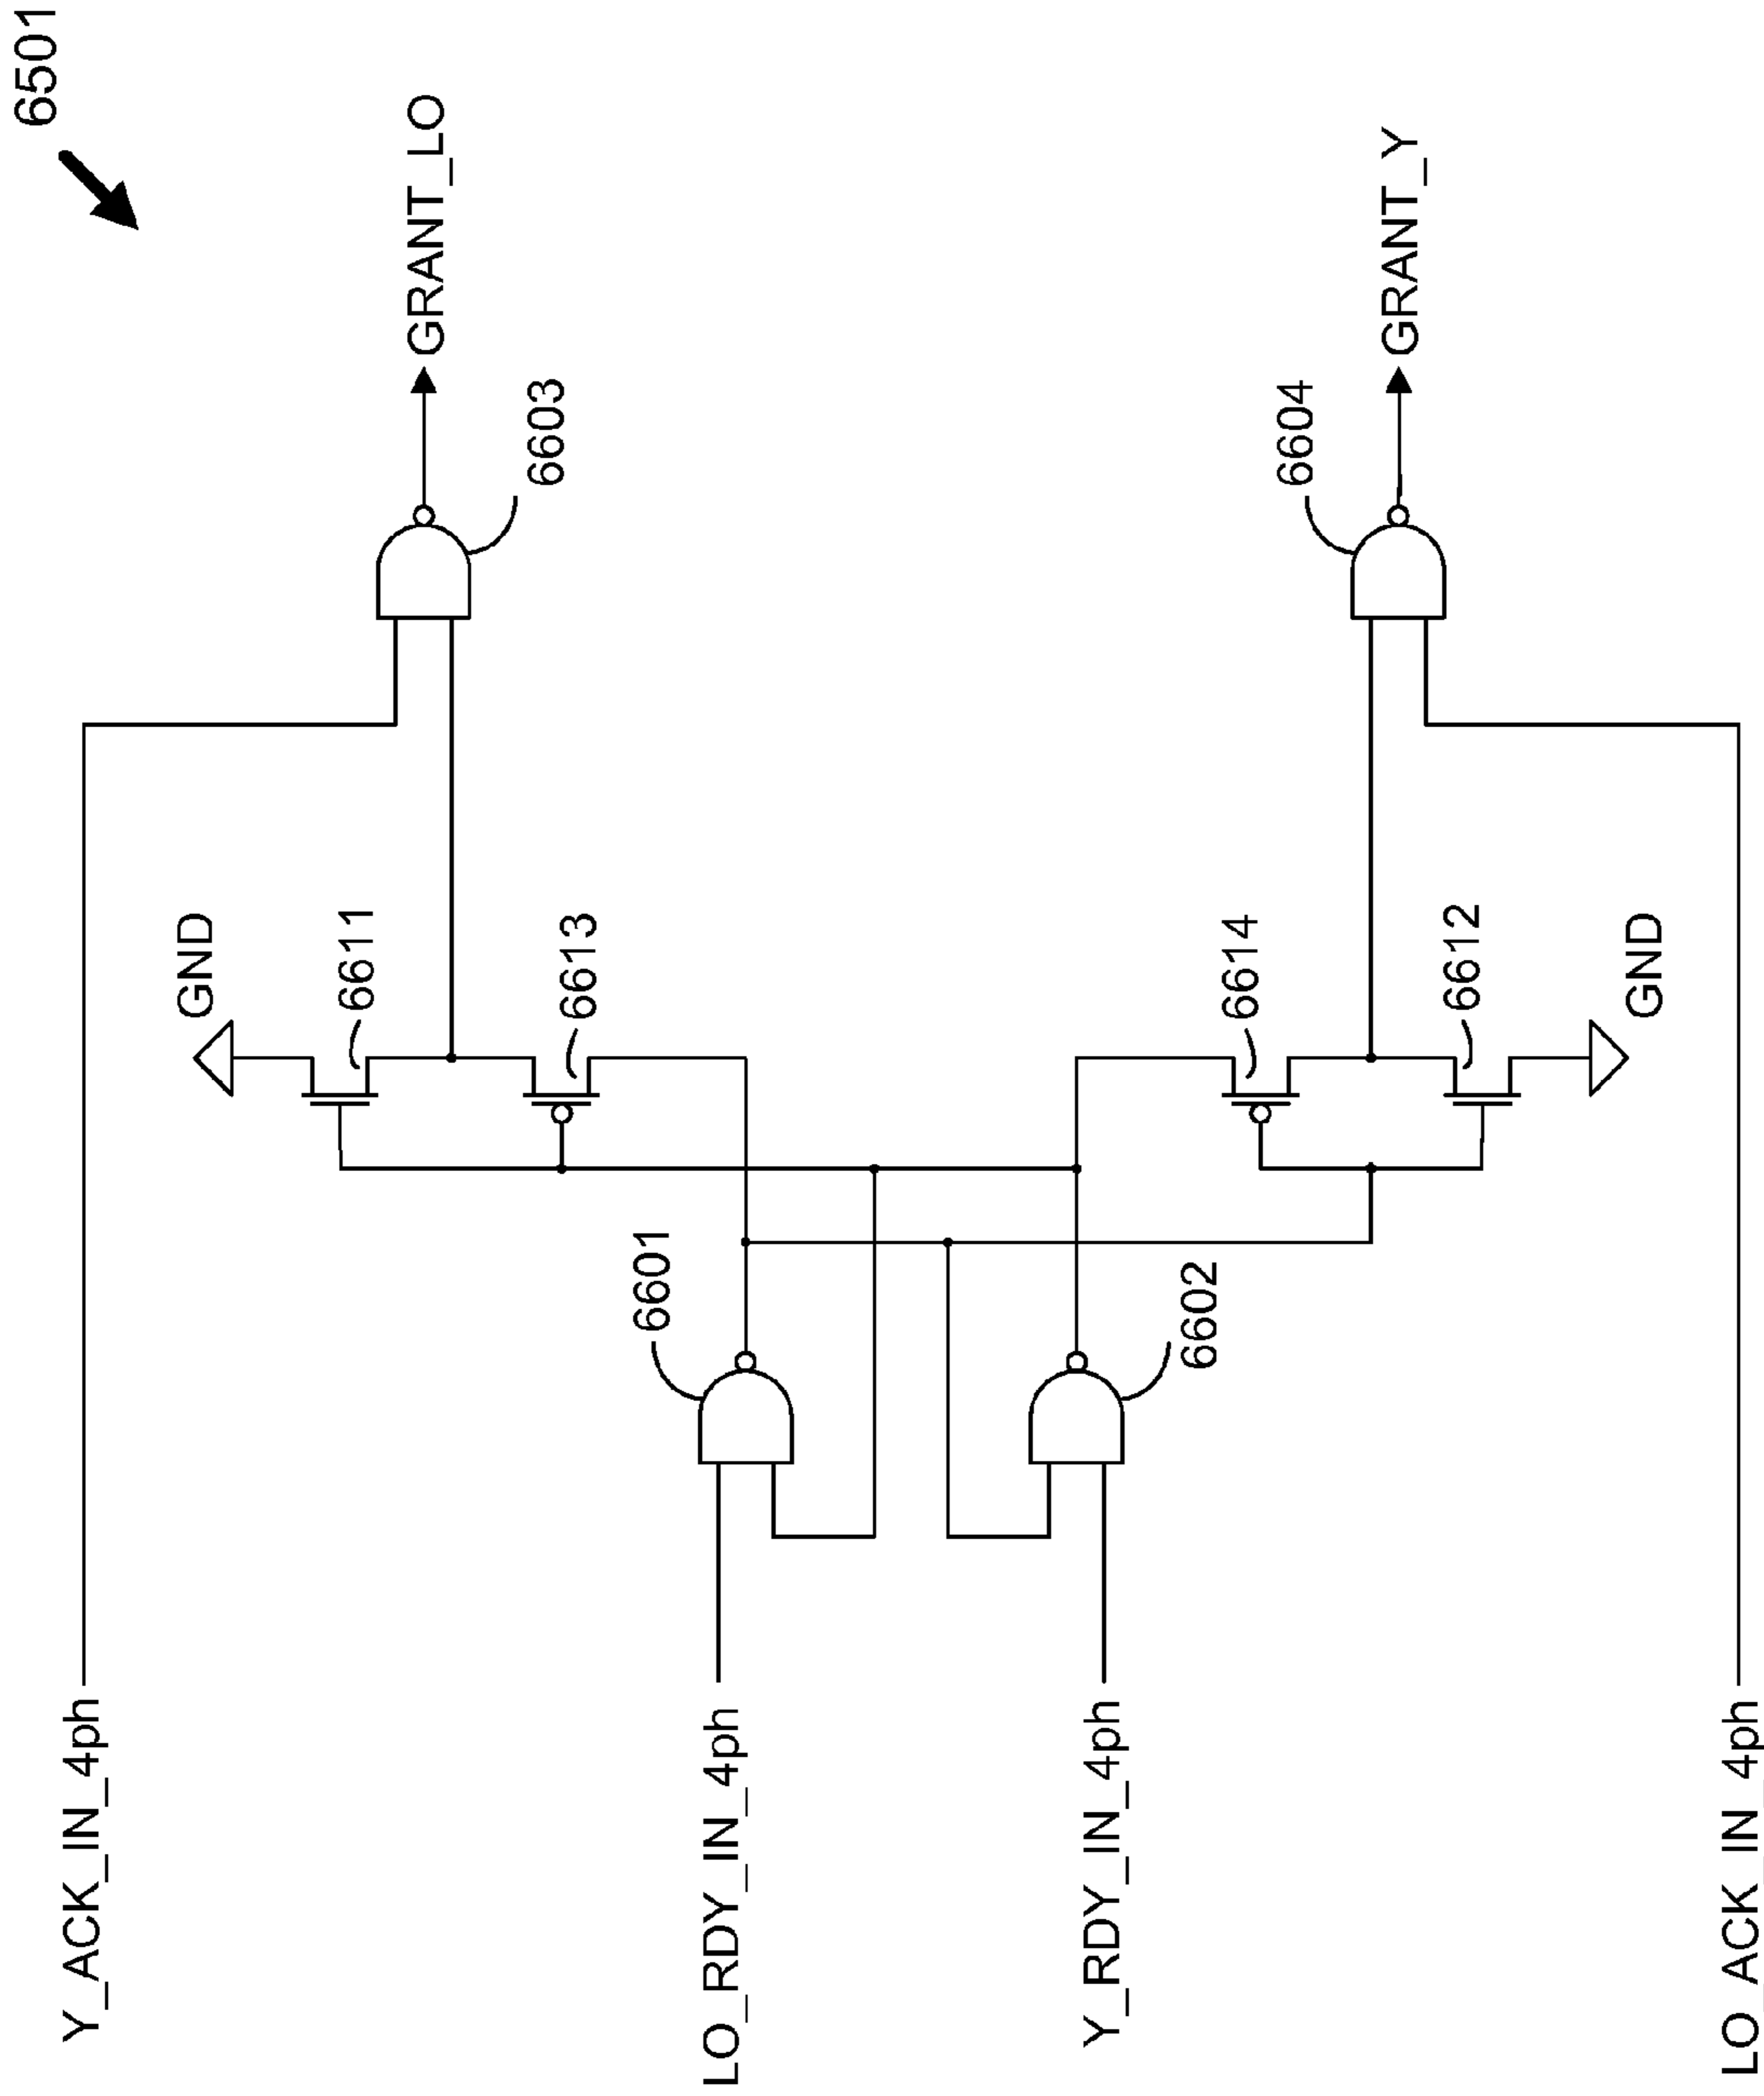 6501
Y_ACK_IN_4ph
GND
6611
GRANT_LO
6613
6603
LO_RDY_IN_4ph
6601
Y_RDY_IN_4ph
6602
6614
6604
6612
GRANT_Y
GND
LO_ACK_IN_4ph